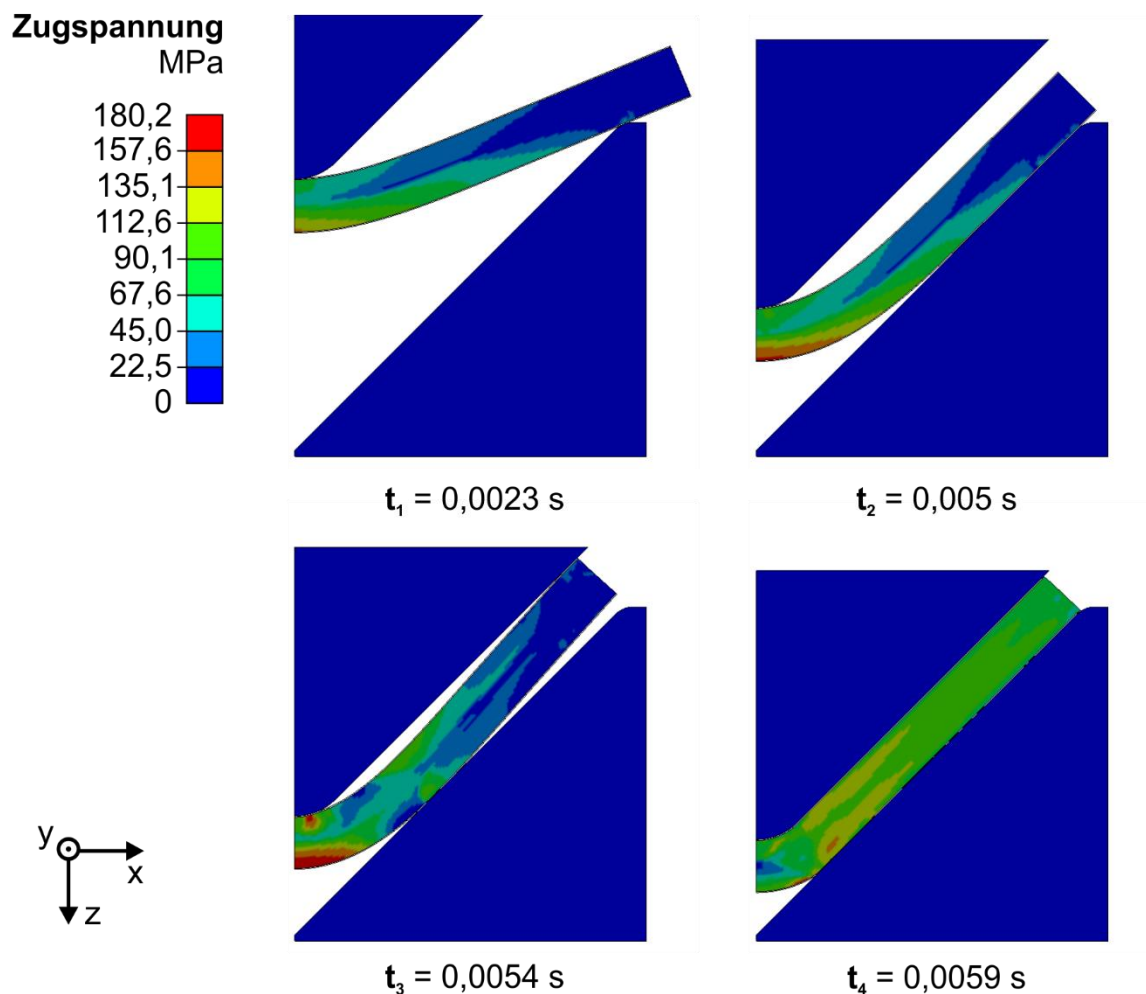 Zugspannung
MPa
180,2
157,6
135,1
112,6
90,1
67,6
45,0
22,5
0
t₁ = 0,0023 s
t₂ = 0,005 s
y
x
z
t₃ = 0,0054 s
t₄ = 0,0059 s